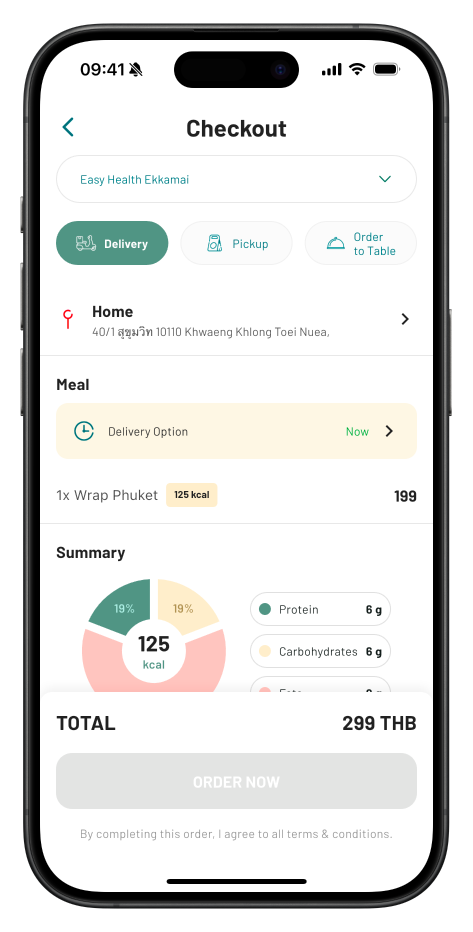 09:41
Checkout
Easy Health Ekkamai
Delivery
Pickup
Order
to Table
Home
40/1 สุขุมวิท 10110 Khwaeng Khlong Toei Nuea,
Meal
Delivery Option
Now
1x Wrap Phuket
125 kcal
199
Summary
19%
19%
125
kcal
Protein
6 g
Carbohydrates
6 g
TOTAL
299 THB
ORDER NOW
By completing this order, I agree to all terms & conditions.